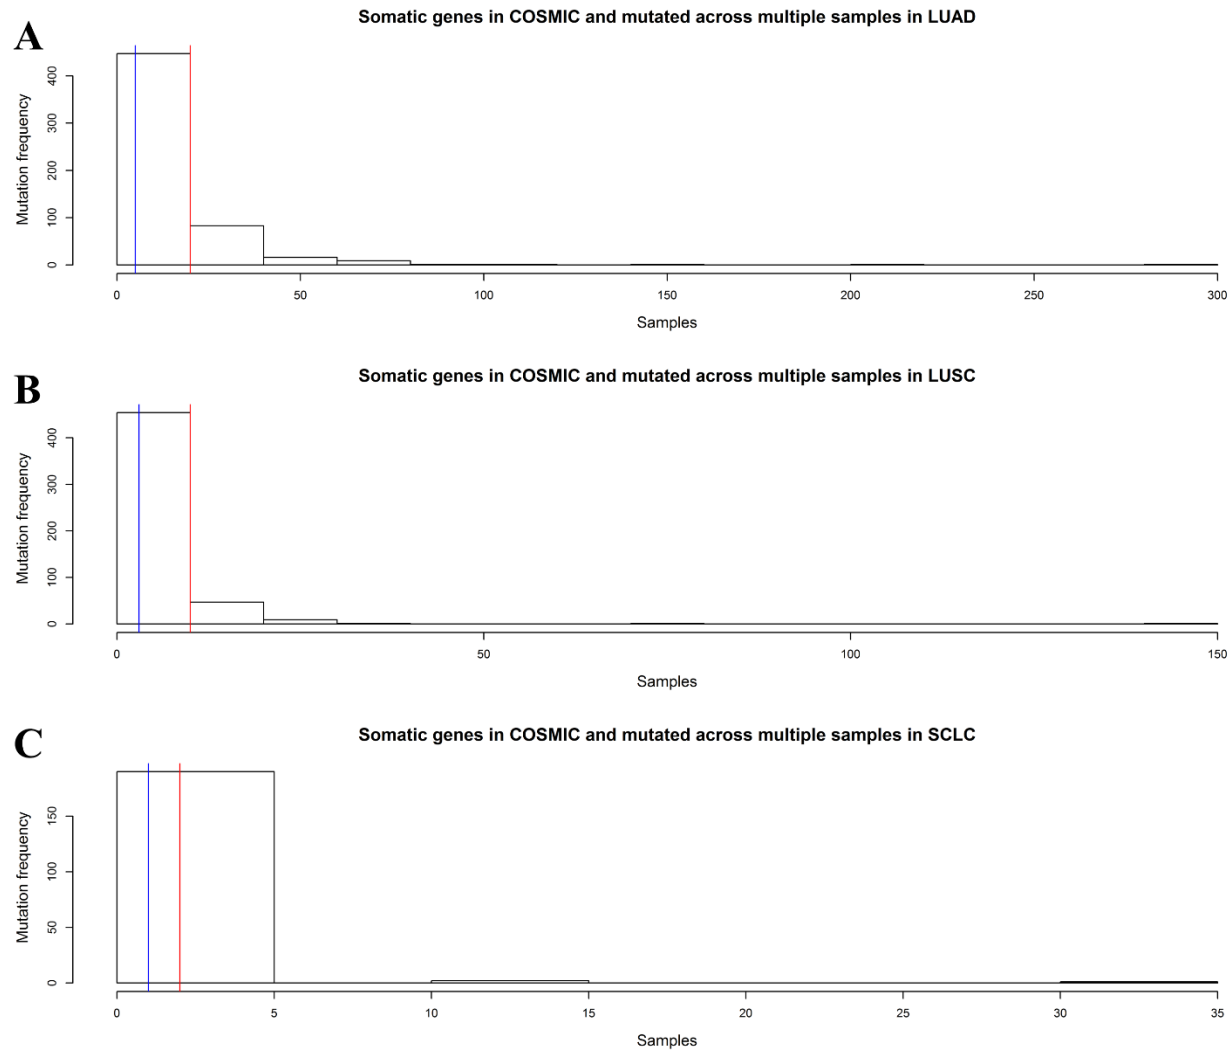 A
Somatic genes in COSMIC and mutated across multiple samples in LUAD
Mutation frequency
400
300
200
100
0
0 50 100 150 200 250 300
Samples
B
Somatic genes in COSMIC and mutated across multiple samples in LUSC
Mutation frequency
400
300
200
100
0
0 50 100 150
Samples
C
Somatic genes in COSMIC and mutated across multiple samples in SCLC
Mutation frequency
150
100
50
0
0 5 10 15 20 25 30 35
Samples